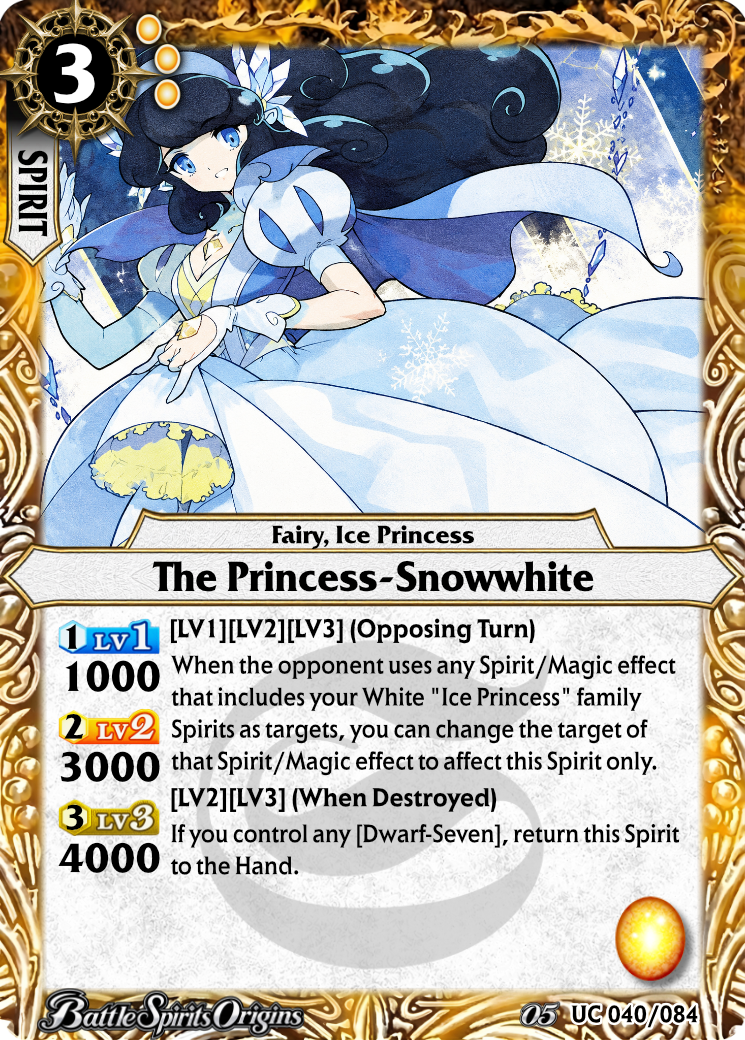 3
SPIRIT
Fairy, Ice Princess
The Princess-Snowwhite
1 LV1
1000
2 LV2
3000
3 LV3
4000
[LV1][LV2][LV3] (Opposing Turn)
When the opponent uses any Spirit/Magic effect
that includes your White "Ice Princess" family
Spirits as targets, you can change the target of
that Spirit/Magic effect to affect this Spirit only.
[LV2][LV3] (When Destroyed)
If you control any [Dwarf-Seven], return this Spirit
to the Hand.
Battle Spirits Origins
05 UC 040/084